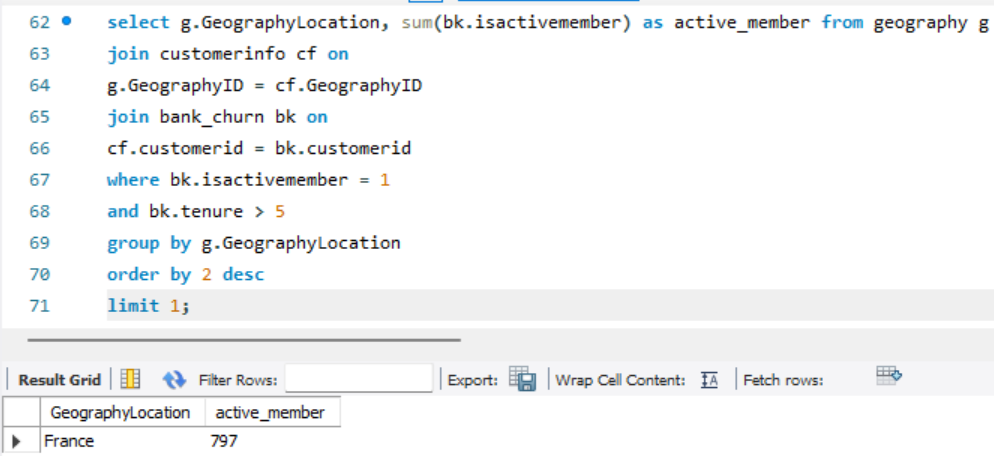 62 select g.GeographyLocation, sum(bk.isactivemember) as active_member from geography g
63 join customerinfo cf on
64 g.GeographyID = cf.GeographyID
65 join bank_churn bk on
66 cf.customerid = bk.customerid
67 where bk.isactivemember = 1
68 and bk.tenure > 5
69 group by g.GeographyLocation
70 order by 2 desc
71 limit 1;
Result Grid Filter Rows: Export: Wrap Cell Content: Fetch rows:
GeographyLocation active_member
France 797